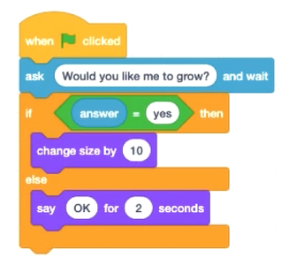 when clicked
ask Would you like me to grow? and wait
if answer = yes then
change size by 10
else
say OK for 2 seconds